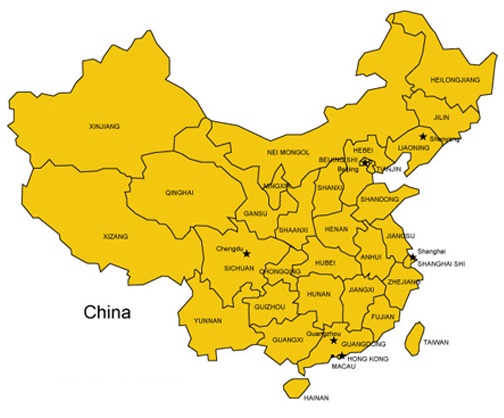 HEILONGJIANG
JILIN
Shenyang
LIAONING
XINJIANG
NEI MONGOL
HEBEI
BEIJING SHI
Beijing
TIANJIN
NINGXIA
SHANXI
QINGHAI
SHANDONG
GANSU
SHAANXI
HENAN
JIANGSU
XIZANG
Chengdu
Shanghai
SHANGHAI SHI
SICHUAN
CHONGQING
HUBEI
ANHUI
ZHEJIANG
HUNAN
JIANGXI
China
YUNNAN
GUIZHOU
FUJIAN
GUANGXI
Guangzhou
GUANGDONG
TAIWAN
HONG KONG
MACAU
HAINAN